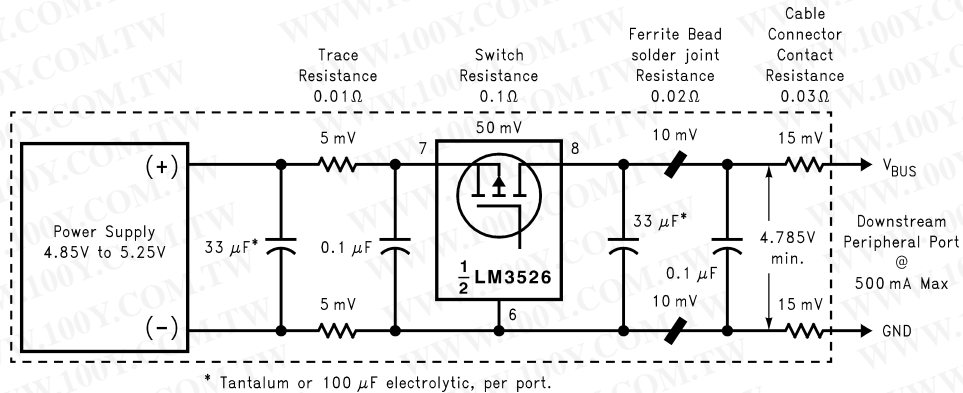 Cable
Connector
Contact
Resistance
0.03Ω
Ferrite Bead
solder joint
Resistance
0.02Ω
Trace
Resistance
0.01Ω
Switch
Resistance
0.1Ω
5 mV
50 mV
10 mV
15 mV
7
8
(+)
V_BUS
Power Supply
4.85V to 5.25V
33 μF*
0.1 μF
1/2 LM3526
33 μF*
0.1 μF
4.785V
min.
Downstream
Peripheral Port
@
500 mA Max
5 mV
6
10 mV
15 mV
(-)
GND
* Tantalum or 100 μF electrolytic, per port.
WWW.100Y.COM.TW